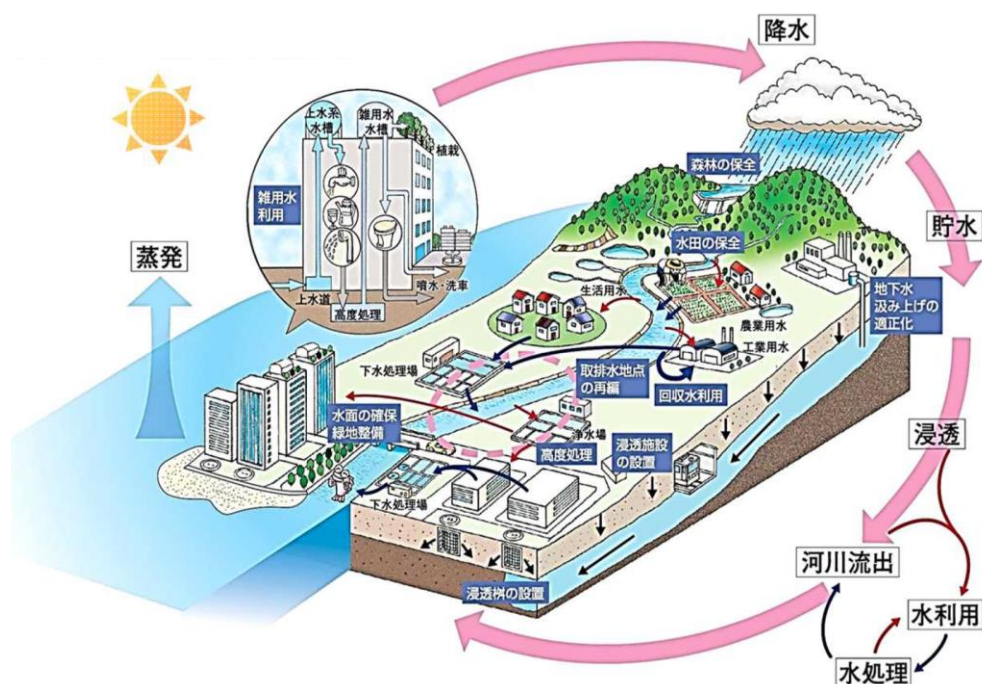 降水
上水系
水槽
雑用水
水槽
植栽
雑用水
利用
上水道
高度処理
噴水・洗車
蒸発
森林の保全
水田の保全
貯水
地下水
汲み上げの
適正化
生活用水
農業用水
工業用水
下水処理場
取排水地点
の再編
回収水利用
水面の確保
緑地整備
浄水場
高度処理
浸透施設
の設置
浸透
下水処理場
浸透桝の設置
河川流出
水利用
水処理